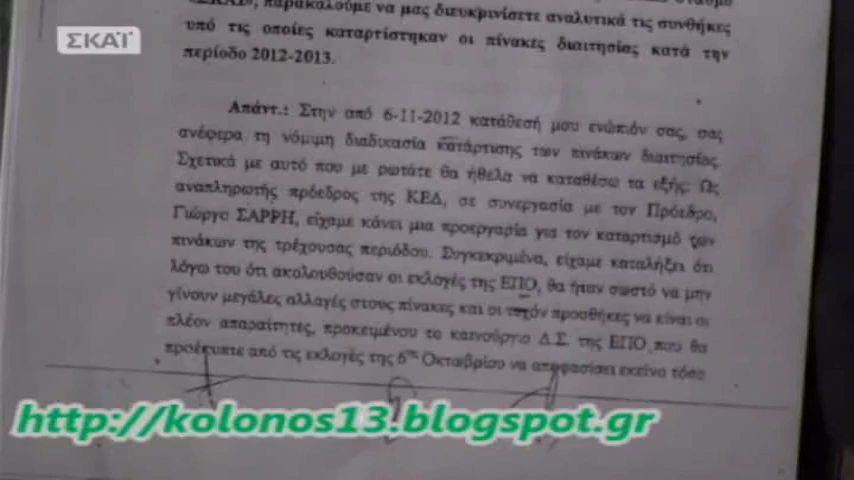 ΣΚΑΪ», παρακαλούμε να μας διευκρινίσετε αναλυτικά τις συνθήκες
υπό τις οποίες καταρτίστηκαν οι πίνακες διαιτησίας κατά την
περίοδο 2012-2013.
ΣΚΑΪ
Απάντ.: Στην από 6-11-2012 κατάθεσή μου ενώπιόν σας, σας
ανέφερα τη νόμιμη διαδικασία κατάρτισης των πινάκων διαιτησίας.
Σχετικά με αυτό που με ρωτάτε θα ήθελα να καταθέσω τα εξής: Ως
αναπληρωτής πρόεδρος της ΚΕΔ, σε συνεργασία με τον Πρόεδρο,
Γιώργο ΣΑΡΡΗ, είχαμε κάνει μια προεργασία για τον καταρτισμό των
πινάκων της τρέχουσας περιόδου. Συγκεκριμένα, είχαμε καταλήξει ότι
λόγω του ότι ακολουθούσαν οι εκλογές της ΕΠΟ, θα ήταν σωστό να μην
γίνουν μεγάλες αλλαγές στους πίνακες και οι τυχόν προσθήκες να είναι οι
πλέον απαραίτητες, προκειμένου το καινούργιο Δ.Σ. της ΕΠΟ που θα
προέκυπτε από τις εκλογές της 6ης Οκτωβρίου να αποφασίσει εκείνο τόσο
http://kolonos13.blogspot.gr